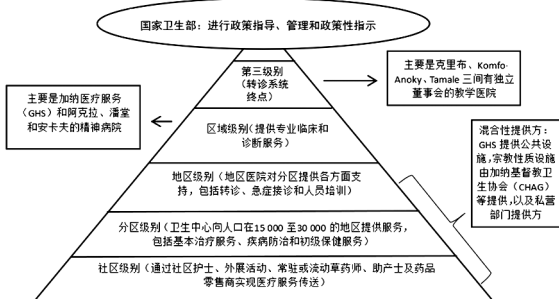 国家卫生部：进行政策指导、管理和政策性指示
第三级别
（转诊系统
终点）
主要是克里布、Komfo-
Anoky、Tamale 三间有独立
董事会的教学医院
主要是加纳医疗服务
（GHS）和阿克拉、潘堂
和安卡夫的精神病院
区域级别（提供专业临床和
诊断服务）
混合性提供方：
GHS 提供公共设
施，宗教性质设施
由加纳基督教卫
生协会（CHAG）
等提供，以及私营
部门提供方
地区级别（地区医院对分区提供各方面支
持，包括转诊、急症接诊和人员培训）
分区级别（卫生中心向人口在15 000 至30 000 的地区提供服务，
包括基本治疗服务、疾病防治和初级保健服务）
社区级别（通过社区护士、外展活动、常驻或流动草药师、助产士及药品
零售商实现医疗服务传送）